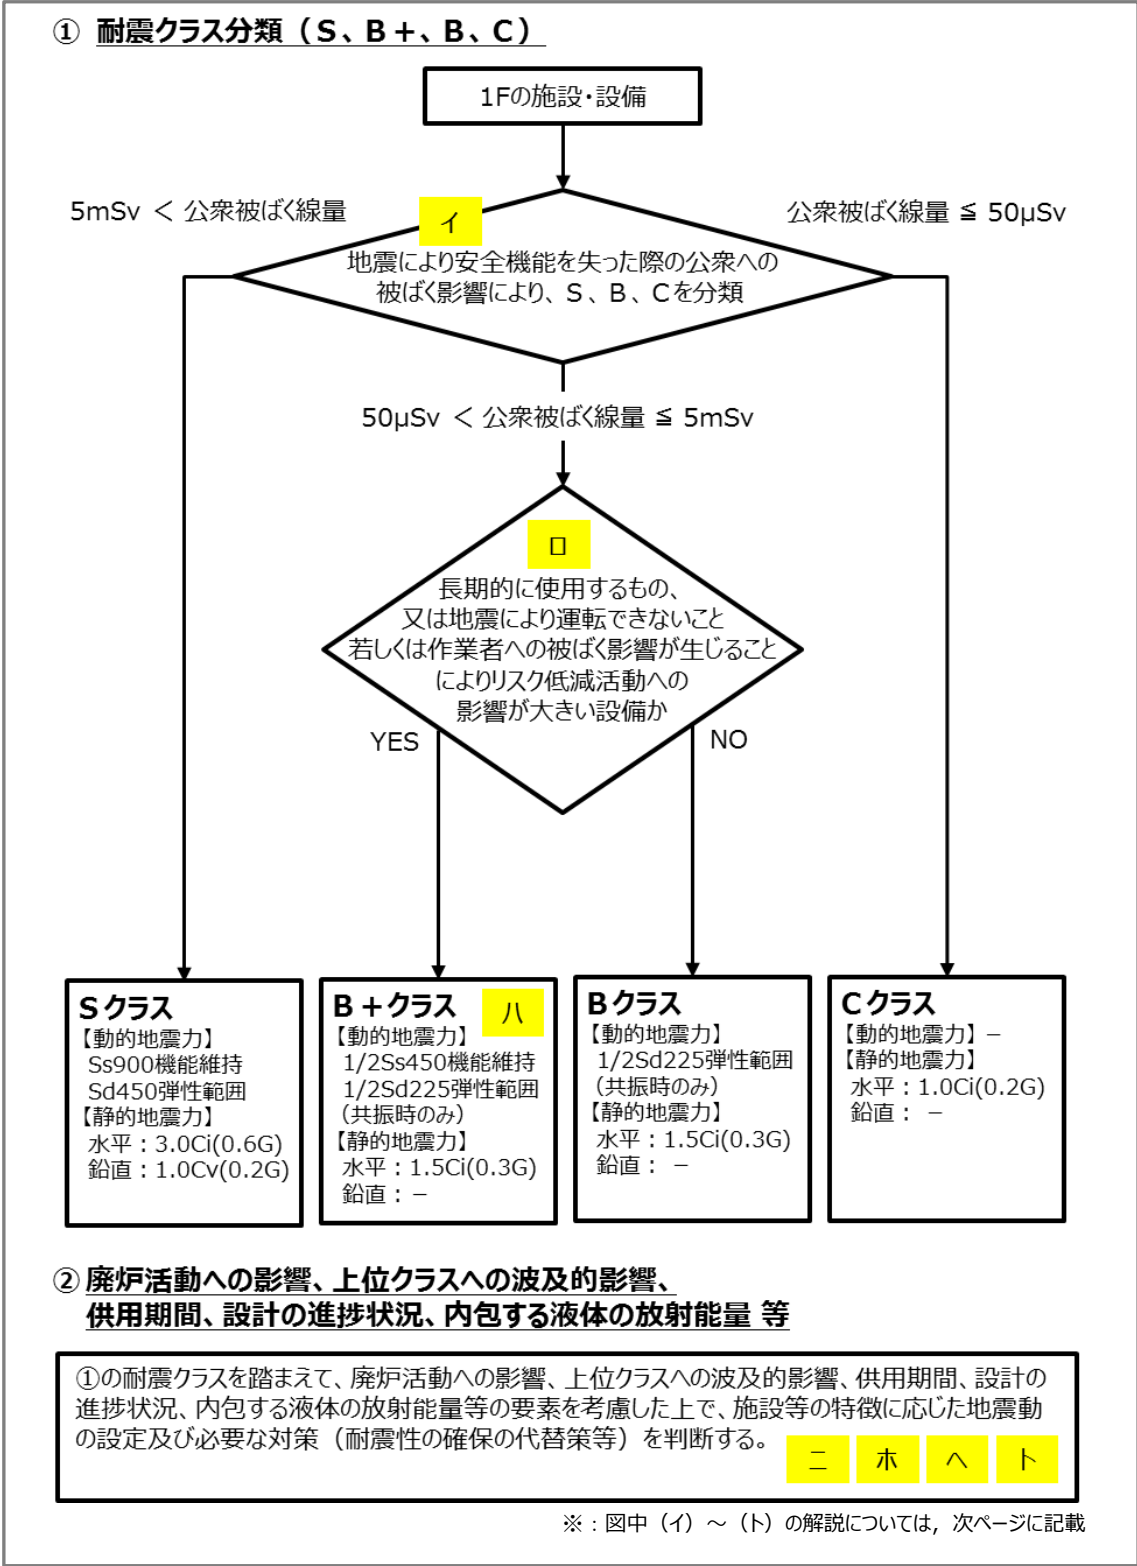 ① 耐震クラス分類（Ｓ、Ｂ＋、Ｂ、Ｃ）
1Fの施設・設備
5mSv ＜ 公衆被ばく線量
公衆被ばく線量 ≦ 50μSv
イ
地震により安全機能を失った際の公衆への
被ばく影響により、Ｓ、Ｂ、Ｃを分類
50μSv ＜ 公衆被ばく線量 ≦ 5mSv
ロ
長期的に使用するもの、
又は地震により運転できないこと
若しくは作業者への被ばく影響が生じること
によりリスク低減活動への
影響が大きい設備か
YES
NO
Ｓクラス
【動的地震力】
Ss900機能維持
Sd450弾性範囲
【静的地震力】
水平：3.0Ci(0.6G)
鉛直：1.0Cv(0.2G)
Ｂ＋クラス
ハ
【動的地震力】
1/2Ss450機能維持
1/2Sd225弾性範囲
（共振時のみ）
【静的地震力】
水平：1.5Ci(0.3G)
鉛直：－
Ｂクラス
【動的地震力】
1/2Sd225弾性範囲
（共振時のみ）
【静的地震力】
水平：1.5Ci(0.3G)
鉛直： －
Ｃクラス
【動的地震力】－
【静的地震力】
水平：1.0Ci(0.2G)
鉛直： －
② 廃炉活動への影響、上位クラスへの波及的影響、
供用期間、設計の進捗状況、内包する液体の放射能量 等
①の耐震クラスを踏まえて、廃炉活動への影響、上位クラスへの波及的影響、供用期間、設計の
進捗状況、内包する液体の放射能量等の要素を考慮した上で、施設等の特徴に応じた地震動
の設定及び必要な対策（耐震性の確保の代替策等）を判断する。
ニ ホ ヘ ト
※：図中（イ）～（ト）の解説については，次ページに記載